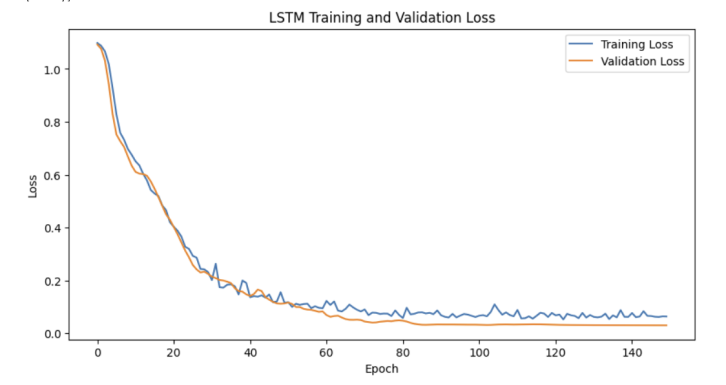 LSTM Training and Validation Loss
Training Loss
Validation Loss
1.0
0.8
0.6
0.4
0.2
0.0
Loss
0 20 40 60 80 100 120 140
Epoch